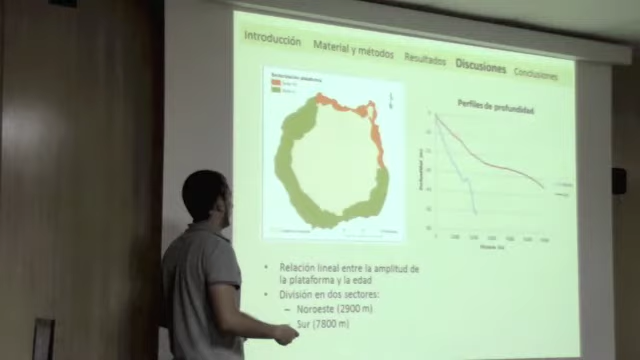 Introducción Material y métodos Resultados Discusiones Conclusiones
Perfiles de profundidad
• Relación lineal entre la amplitud de
la plataforma y la edad
• División en dos sectores:
– Noroeste (2900 m)
Sur (7800 m)